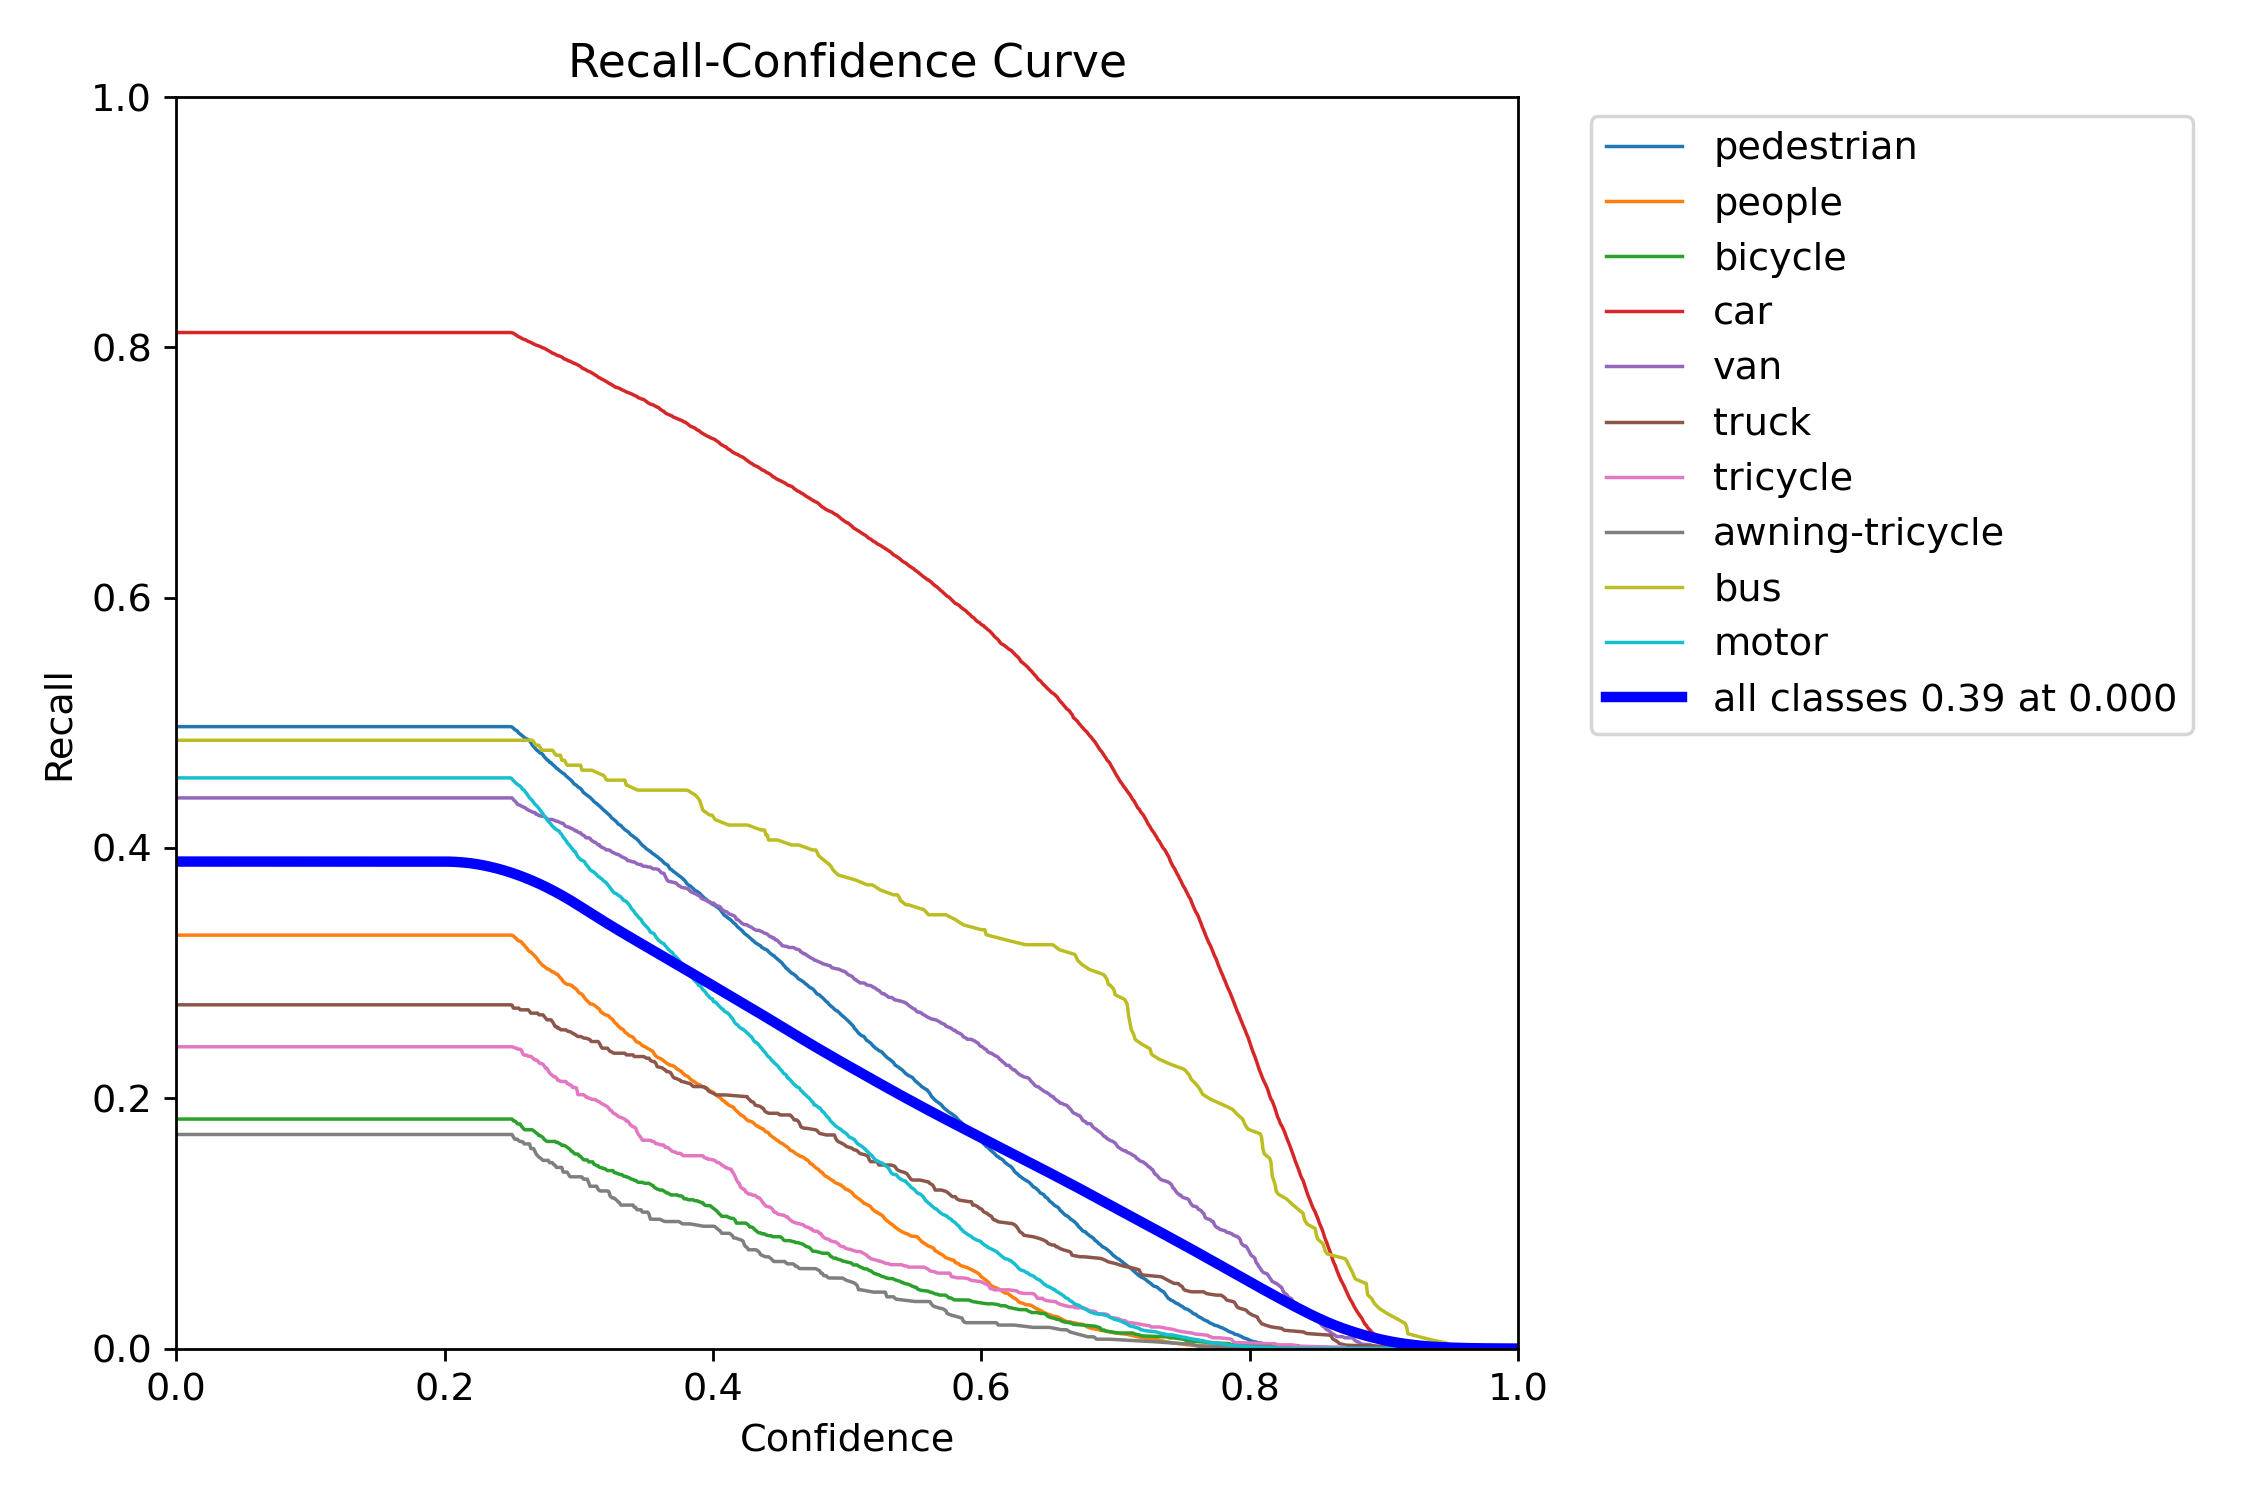 Recall-Confidence Curve
1.0
0.8
0.6
0.4
0.2
0.0
Recall
0.0 0.2 0.4 0.6 0.8 1.0
Confidence
pedestrian
people
bicycle
car
van
truck
tricycle
awning-tricycle
bus
motor
all classes 0.39 at 0.000